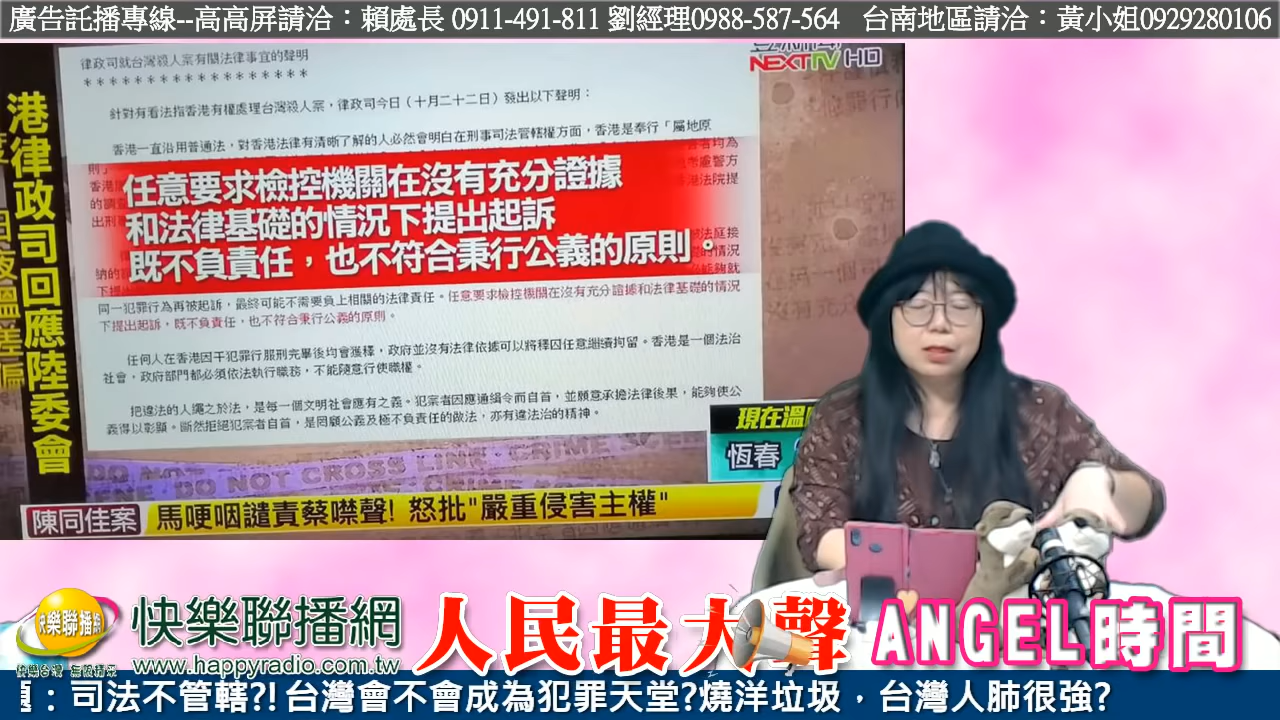 廣告託播專線--高高屏請洽：賴處長 0911-491-811 劉經理0988-587-564 台南地區請洽：黃小姐0929280106
NEXTTV HD
港律政司回應陸委會
律政司就台灣殺人案有關法律事宜的聲明
* * * * * * * * * * * * * * * * * *
針對有看法指香港有權處理台灣殺人案，律政司今日（十月二十二日）發出以下聲明：
香港一直沿用普通法，對香港法律有清晰了解的人必然會明白在刑事司法管轄權方面，香港是奉行「屬地原
任意要求檢控機關在沒有充分證據
和法律基礎的情況下提出起訴
既不負責任，也不符合秉行公義的原則。
同一犯罪行為再被起訴，最終可能不需要負上相關的法律責任。任意要求檢控機關在沒有充分證據和法律基礎的情況
下提出起訴，既不負責任，也不符合秉行公義的原則。
任何人在香港因干犯罪行服刑完畢後均會獲釋，政府並沒有法律依據可以將釋囚任意繼續拘留。香港是一個法治
社會，政府部門都必須依法執行職務，不能隨意行使職權。
把違法的人繩之於法，是每一個文明社會應有之義。犯案者因應通緝令而自首，並願意承擔法律後果，能夠使公
義得以彰顯。斷然拒絕犯案者自首，是罔顧公義及極不負責任的做法，亦有違法治的精神。
現在溫
恆春
DO NOT CROSS LINE CRIME
陳同佳案 馬哽咽譴責蔡噤聲! 怒批"嚴重侵害主權"
快樂聯播網
快樂聯播網
www.happyradio.com.tw
人民最大聲 ANGEL時間
：司法不管轄?! 台灣會不會成為犯罪天堂?燒洋垃圾，台灣人肺很強?